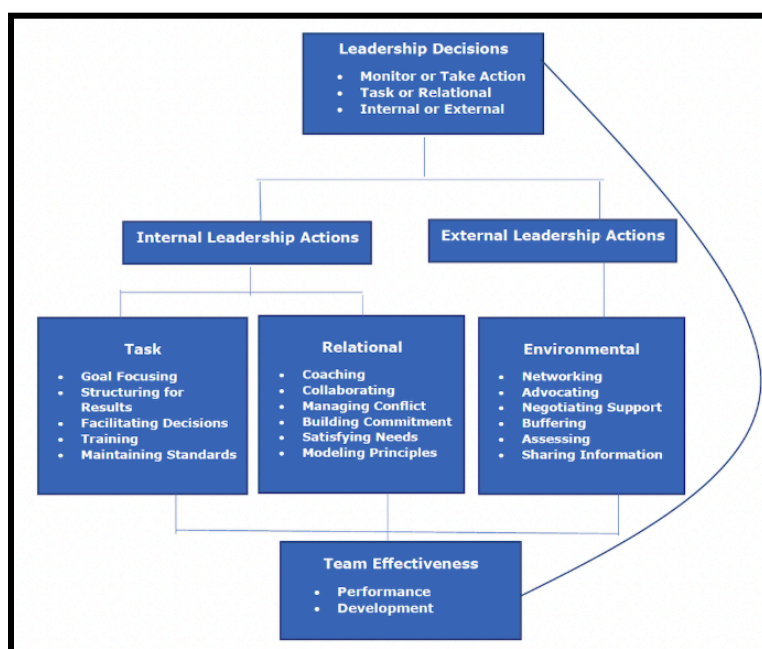 Leadership Decisions
• Monitor or Take Action
• Task or Relational
• Internal or External
Internal Leadership Actions
External Leadership Actions
Task
• Goal Focusing
• Structuring for
Results
• Facilitating Decisions
• Training
• Maintaining Standards
Relational
• Coaching
• Collaborating
• Managing Conflict
• Building Commitment
• Satisfying Needs
• Modeling Principles
Environmental
• Networking
• Advocating
• Negotiating Support
• Buffering
• Assessing
• Sharing Information
Team Effectiveness
• Performance
• Development